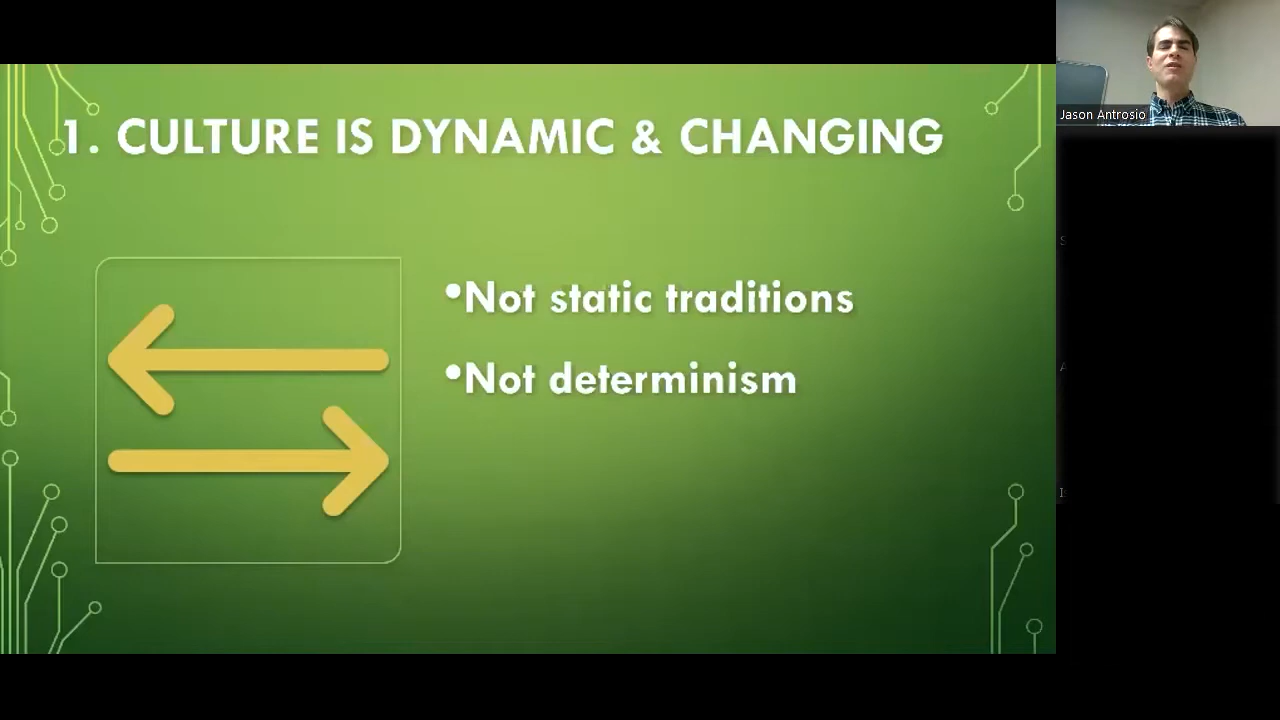 1. CULTURE IS DYNAMIC & CHANGING
•Not static traditions
•Not determinism
Jason Antrosio